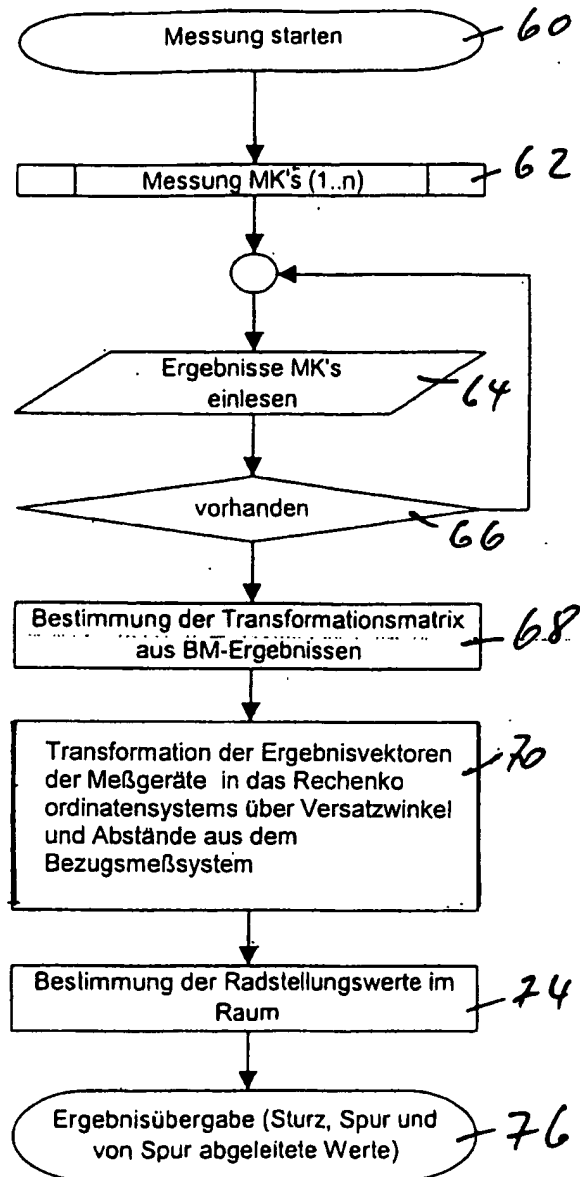 Messung starten
60
Messung MK's (1..n)
62
Ergebnisse MK's
einlesen
64
vorhanden
66
Bestimmung der Transformationsmatrix
aus BM-Ergebnissen
68
Transformation der Ergebnisvektoren
der Meßgeräte in das Rechenko
ordinatensystems über Versatzwinkel
und Abstände aus dem
Bezugsmeßsystem
70
Bestimmung der Radstellungswerte im
Raum
74
Ergebnisübergabe (Sturz, Spur und
von Spur abgeleitete Werte)
76